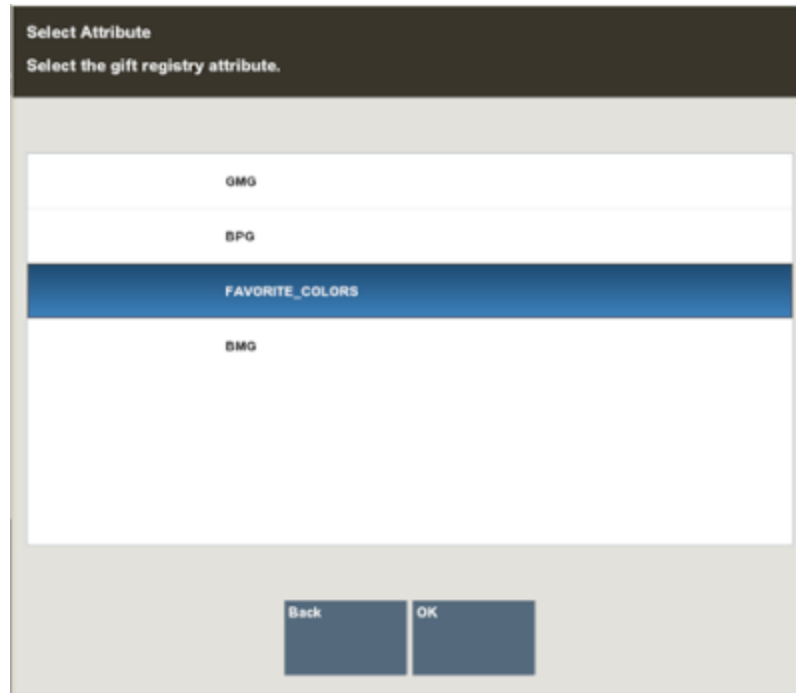 Select Attribute
Select the gift registry attribute.
GMG
BPG
FAVORITE_COLORS
BMG
Back
OK